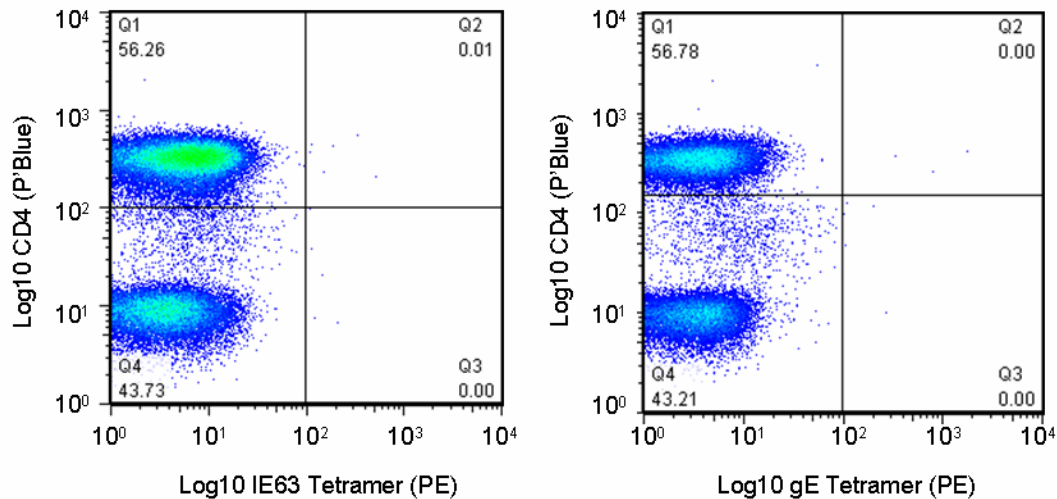 10⁴
Q1
56.26
Q2
0.01
10³
Log10 CD4 (P'Blue)
10²
10¹
Q4
43.73
Q3
0.00
10⁰
10⁰ 10¹ 10² 10³ 10⁴
Log10 IE63 Tetramer (PE)
10⁴
Q1
56.78
Q2
0.00
10³
Log10 CD4 (P'Blue)
10²
10¹
Q4
43.21
Q3
0.00
10⁰
10⁰ 10¹ 10² 10³ 10⁴
Log10 gE Tetramer (PE)